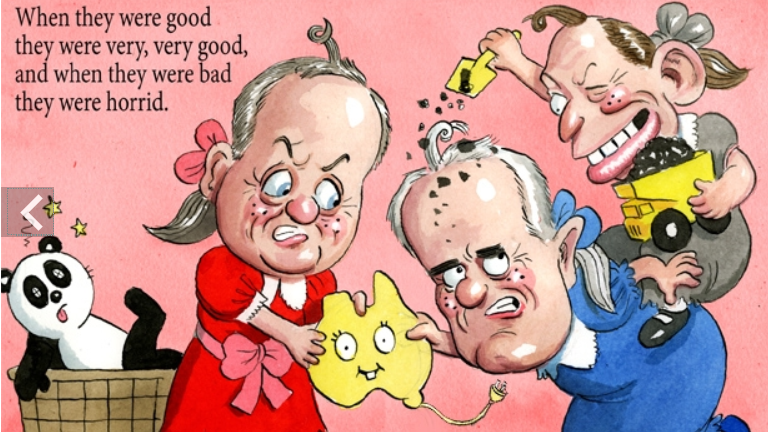 When they were good
they were very, very good,
and when they were bad
they were horrid.